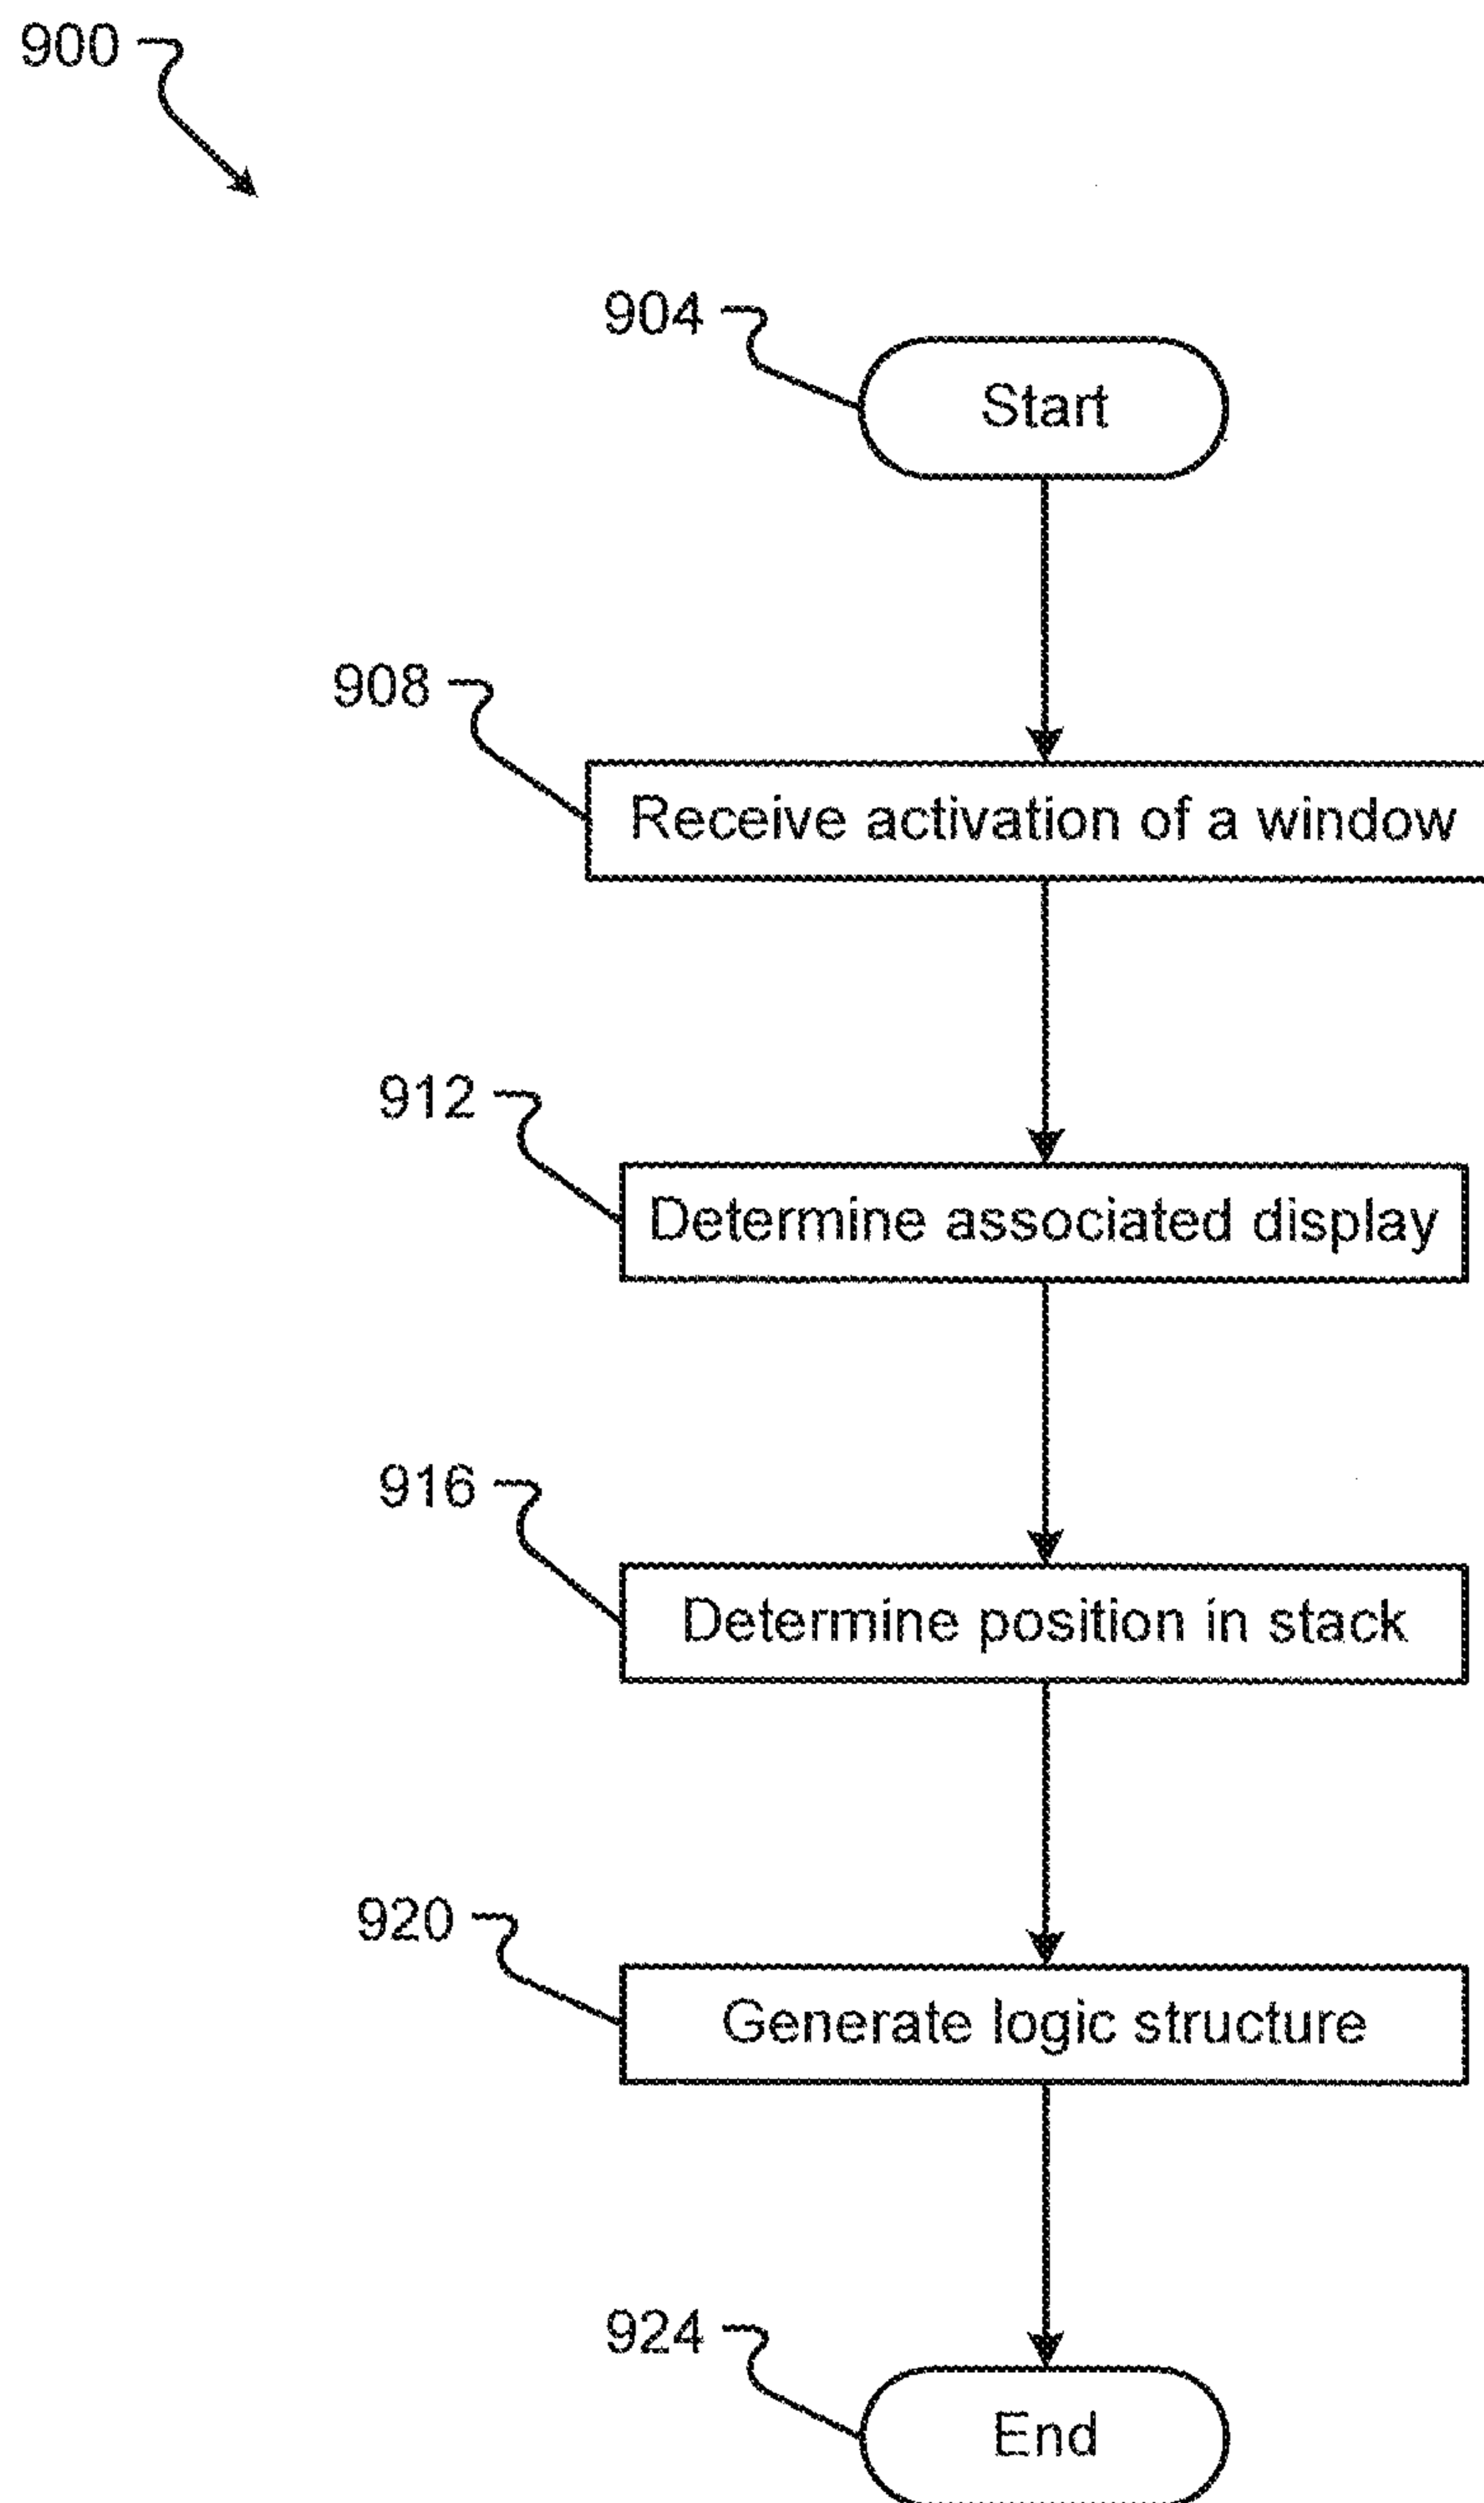 900
904
Start
908
Receive activation of a window
912
Determine associated display
916
Determine position in stack
920
Generate logic structure
924
End